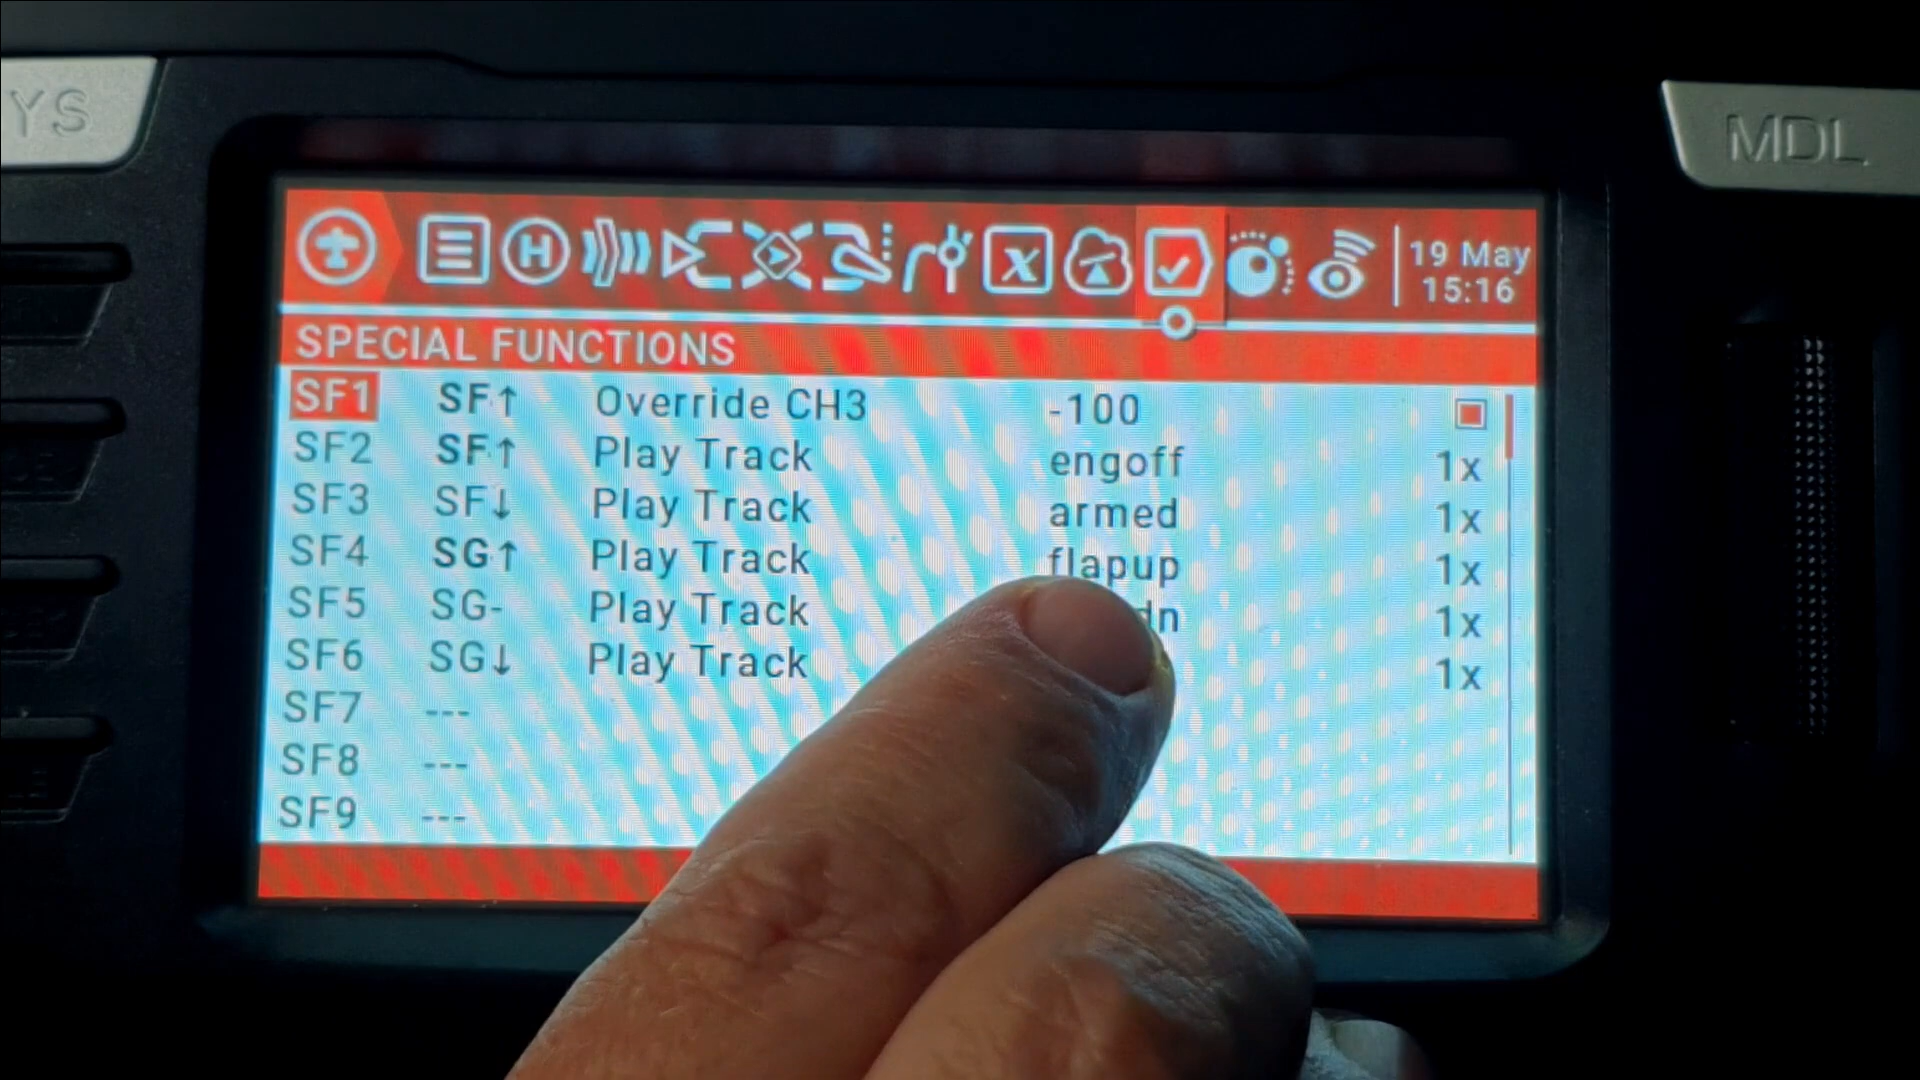 YS
MDL
19 May
15:16
SPECIAL FUNCTIONS
SF1 SF↑ Override CH3 -100
SF2 SF↑ Play Track engoff 1x
SF3 SF↓ Play Track armed 1x
SF4 SG↑ Play Track flapup 1x
SF5 SG- Play Track dn 1x
SF6 SG↓ Play Track 1x
SF7 ---
SF8 ---
SF9 ---